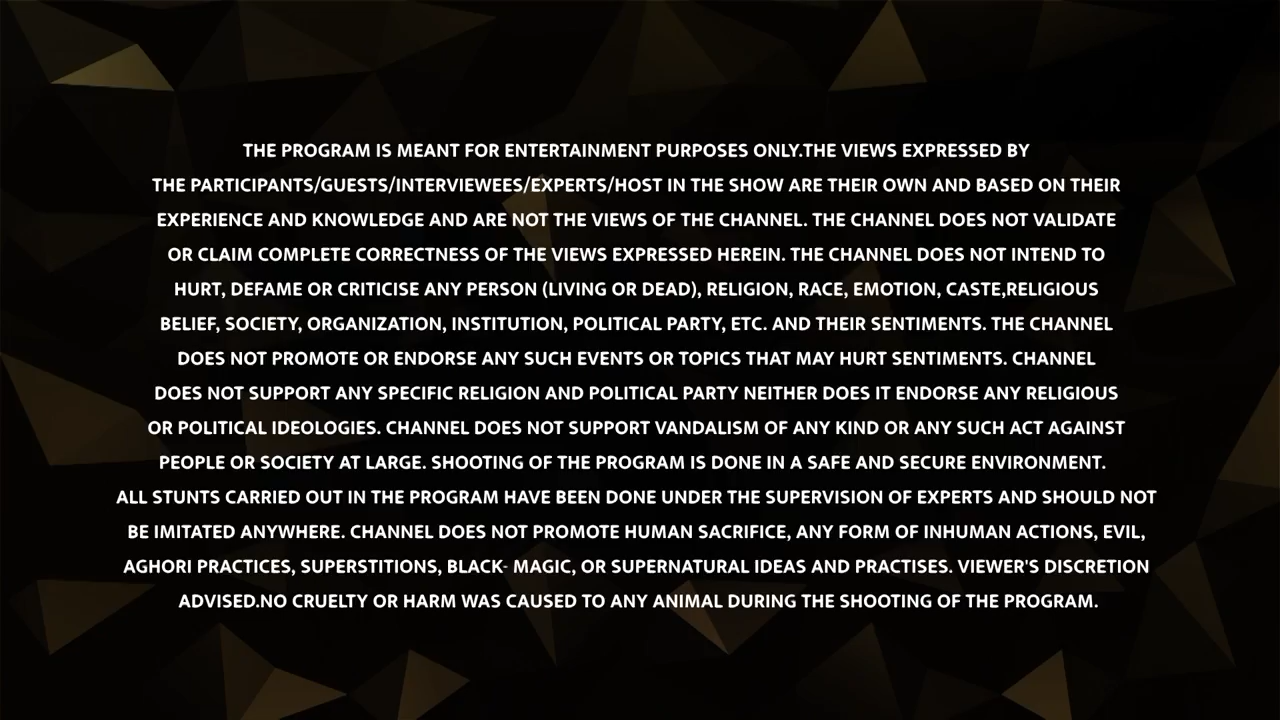 THE PROGRAM IS MEANT FOR ENTERTAINMENT PURPOSES ONLY.THE VIEWS EXPRESSED BY
THE PARTICIPANTS/GUESTS/INTERVIEWEES/EXPERTS/HOST IN THE SHOW ARE THEIR OWN AND BASED ON THEIR
EXPERIENCE AND KNOWLEDGE AND ARE NOT THE VIEWS OF THE CHANNEL. THE CHANNEL DOES NOT VALIDATE
OR CLAIM COMPLETE CORRECTNESS OF THE VIEWS EXPRESSED HEREIN. THE CHANNEL DOES NOT INTEND TO
HURT, DEFAME OR CRITICISE ANY PERSON (LIVING OR DEAD), RELIGION, RACE, EMOTION, CASTE,RELIGIOUS
BELIEF, SOCIETY, ORGANIZATION, INSTITUTION, POLITICAL PARTY, ETC. AND THEIR SENTIMENTS. THE CHANNEL
DOES NOT PROMOTE OR ENDORSE ANY SUCH EVENTS OR TOPICS THAT MAY HURT SENTIMENTS. CHANNEL
DOES NOT SUPPORT ANY SPECIFIC RELIGION AND POLITICAL PARTY NEITHER DOES IT ENDORSE ANY RELIGIOUS
OR POLITICAL IDEOLOGIES. CHANNEL DOES NOT SUPPORT VANDALISM OF ANY KIND OR ANY SUCH ACT AGAINST
PEOPLE OR SOCIETY AT LARGE. SHOOTING OF THE PROGRAM IS DONE IN A SAFE AND SECURE ENVIRONMENT.
ALL STUNTS CARRIED OUT IN THE PROGRAM HAVE BEEN DONE UNDER THE SUPERVISION OF EXPERTS AND SHOULD NOT
BE IMITATED ANYWHERE. CHANNEL DOES NOT PROMOTE HUMAN SACRIFICE, ANY FORM OF INHUMAN ACTIONS, EVIL,
AGHORI PRACTICES, SUPERSTITIONS, BLACK- MAGIC, OR SUPERNATURAL IDEAS AND PRACTISES. VIEWER'S DISCRETION
ADVISED.NO CRUELTY OR HARM WAS CAUSED TO ANY ANIMAL DURING THE SHOOTING OF THE PROGRAM.